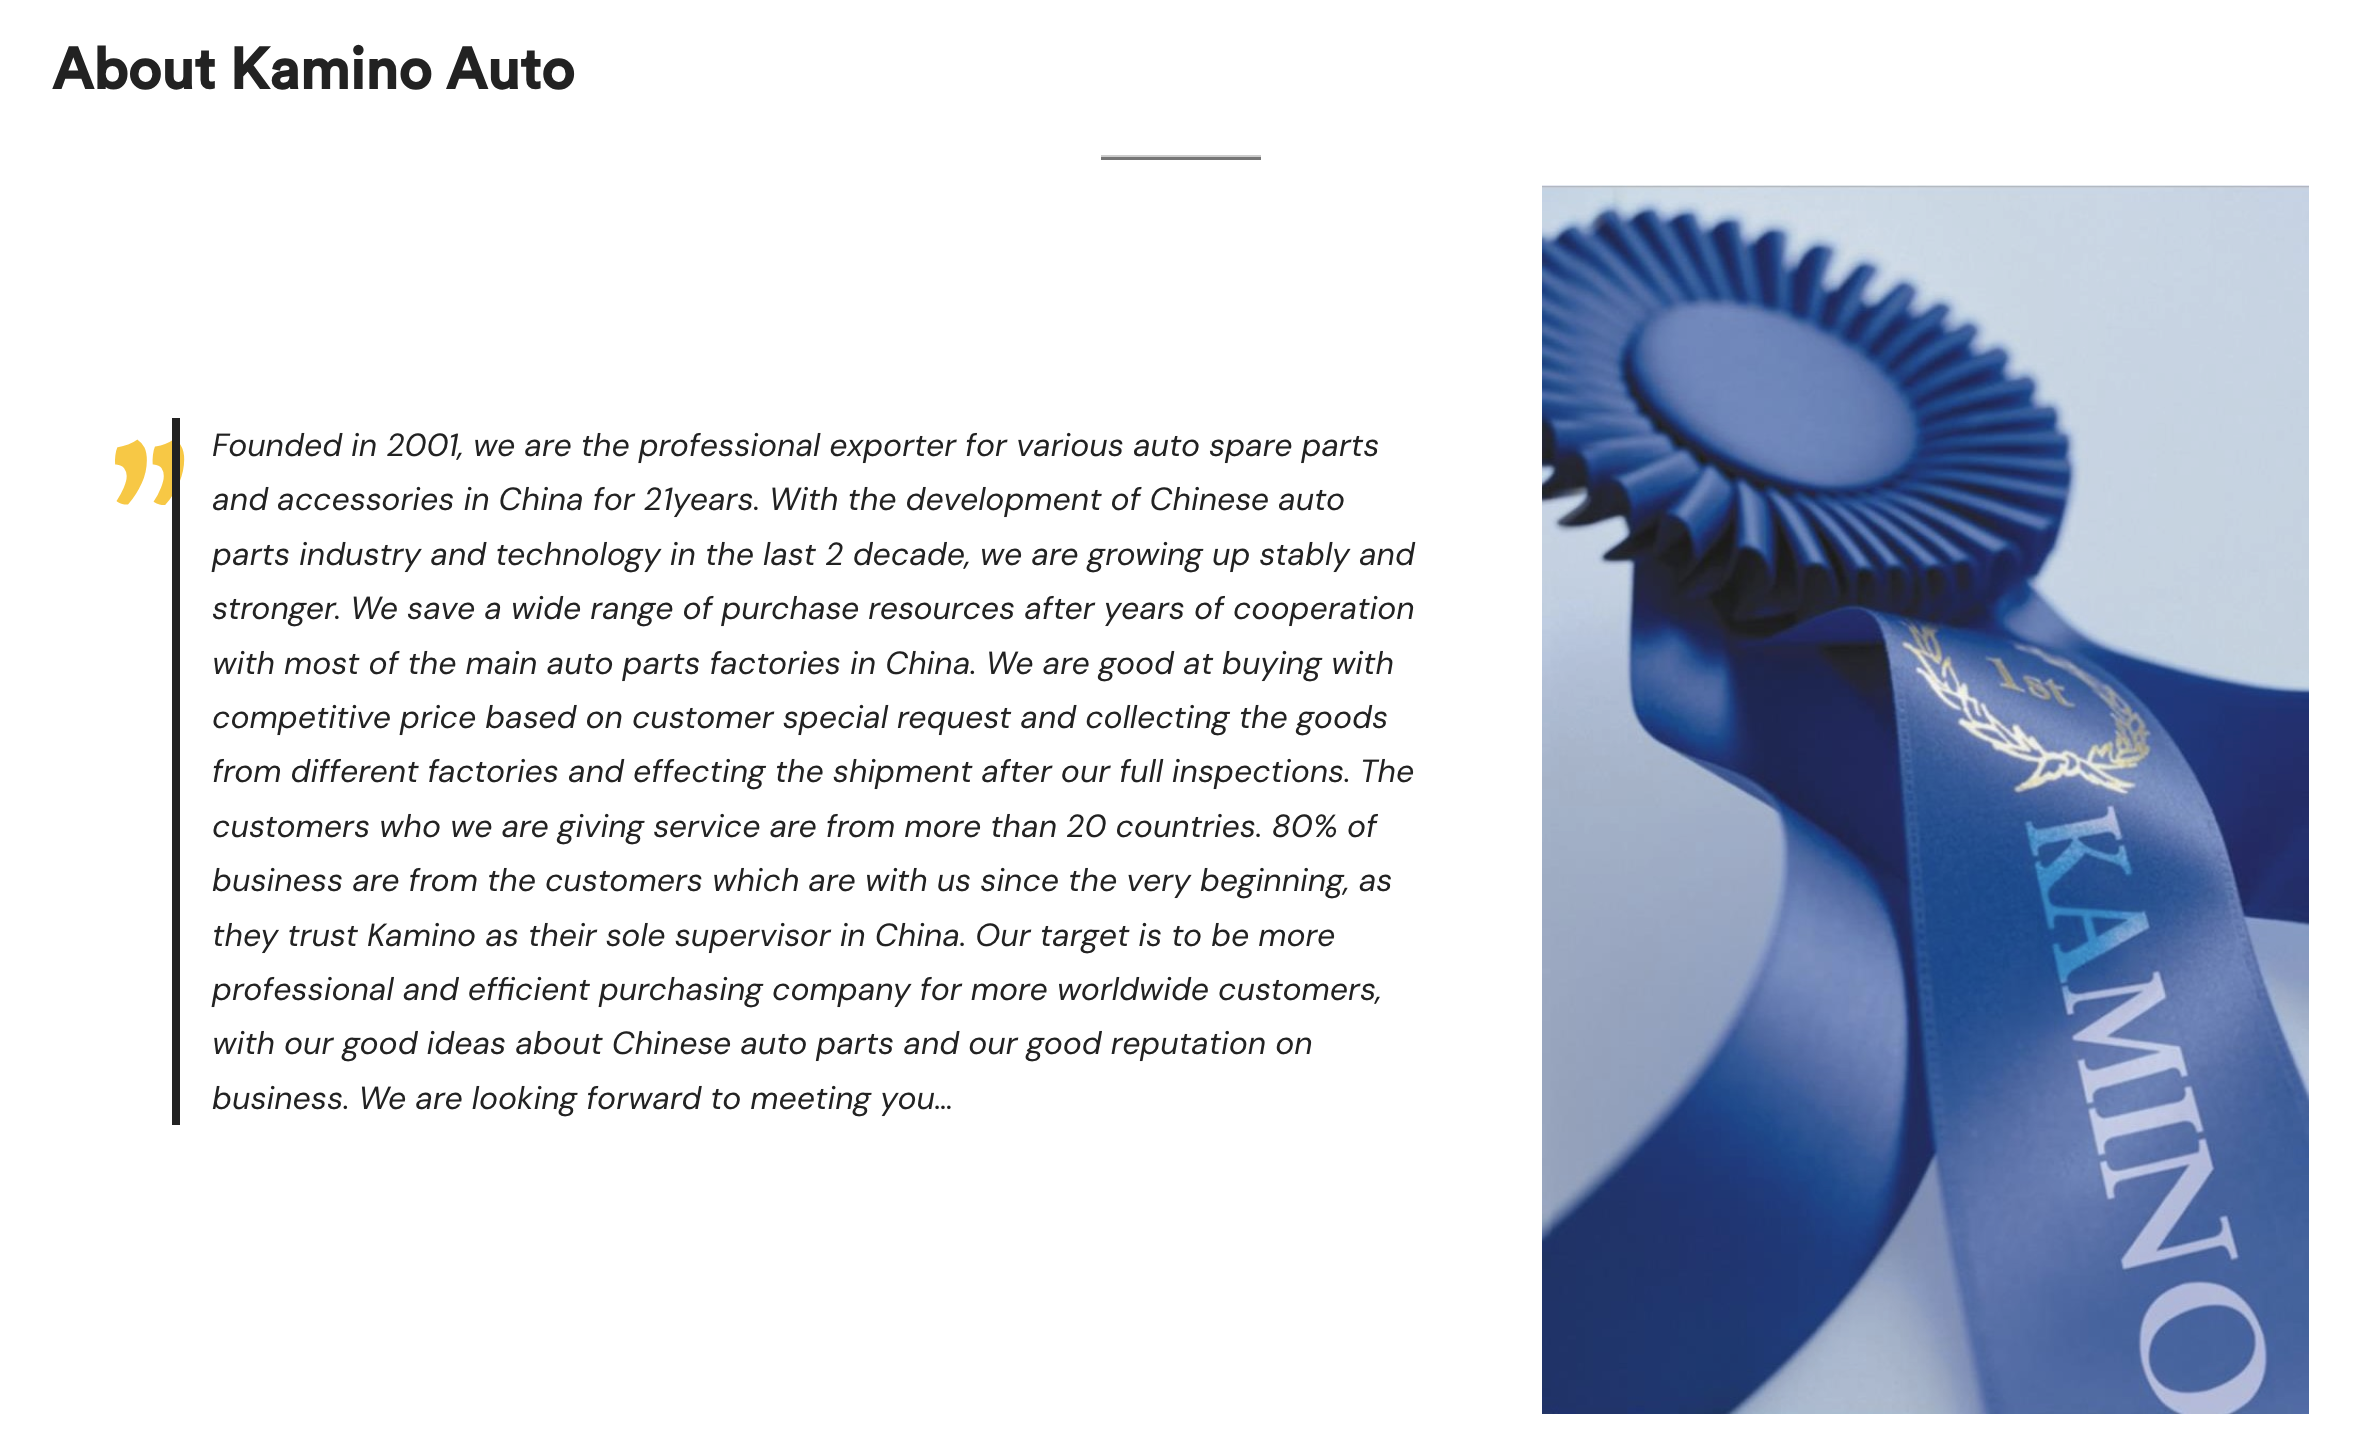 About Kamino Auto
Founded in 2001, we are the professional exporter for various auto spare parts
and accessories in China for 21years. With the development of Chinese auto
parts industry and technology in the last 2 decade, we are growing up stably and
stronger. We save a wide range of purchase resources after years of cooperation
with most of the main auto parts factories in China. We are good at buying with
competitive price based on customer special request and collecting the goods
from different factories and effecting the shipment after our full inspections. The
customers who we are giving service are from more than 20 countries. 80% of
business are from the customers which are with us since the very beginning, as
they trust Kamino as their sole supervisor in China. Our target is to be more
professional and efficient purchasing company for more worldwide customers,
with our good ideas about Chinese auto parts and our good reputation on
business. We are looking forward to meeting you...
1st
KAMINO